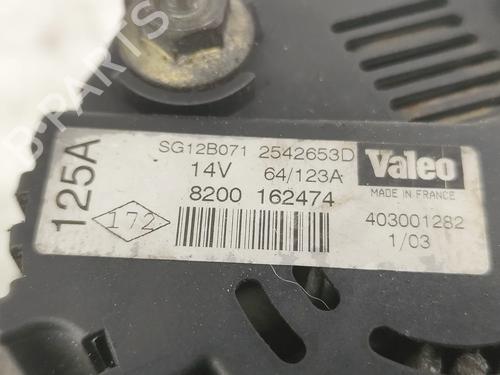 B-PARTS
125A
SG12B071 2542653D
14V 64/123A
8200 162474
172
Valeo
MADE IN FRANCE
403001282
1/03